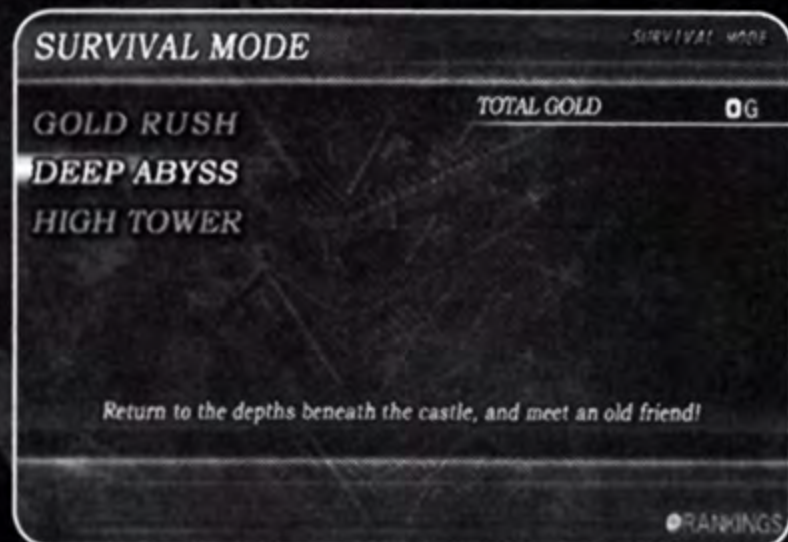 SURVIVAL MODE
SURVIVAL MODE
GOLD RUSH
TOTAL GOLD 0G
DEEP ABYSS
HIGH TOWER
Return to the depths beneath the castle, and meet an old friend!
RANKINGS